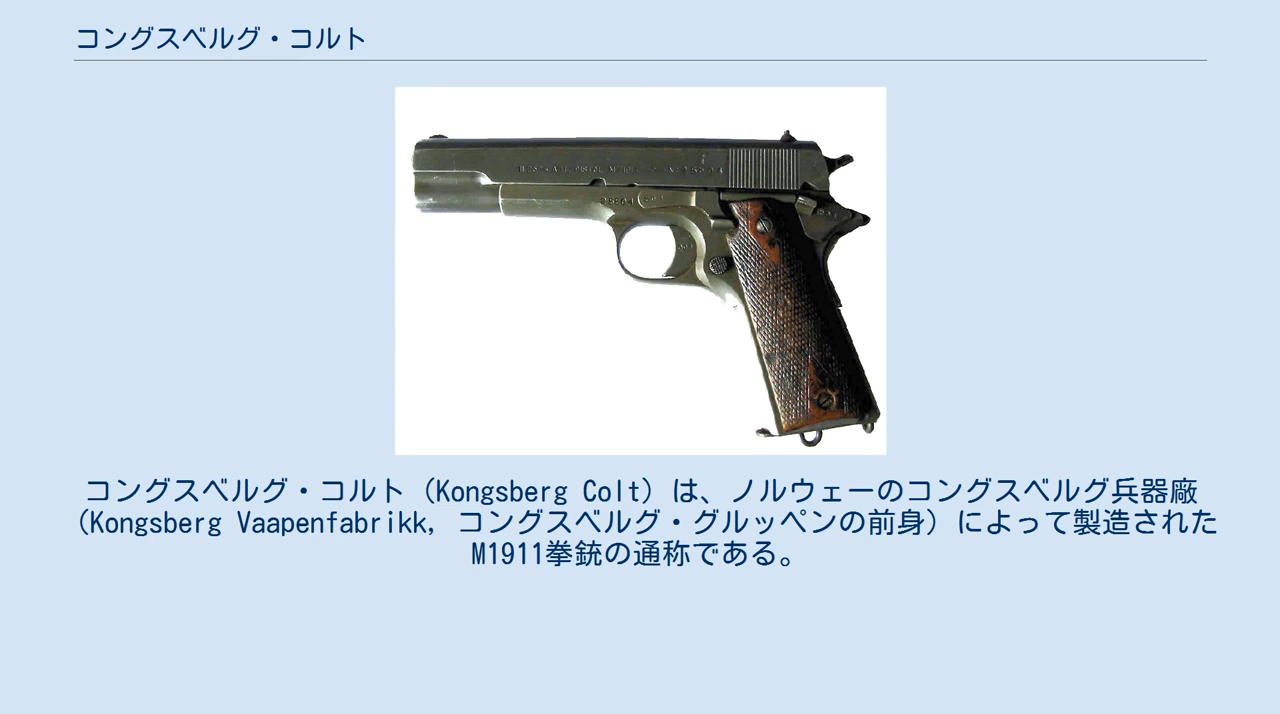 コングスベルグ・コルト
コングスベルグ・コルト（Kongsberg Colt）は、ノルウェーのコングスベルグ兵器廠
（Kongsberg Vaapenfabrikk, コングスベルグ・グルッペンの前身）によって製造された
M1911拳銃の通称である。